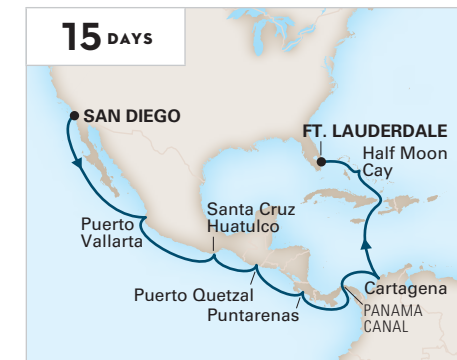 15 DAYS
SAN DIEGO
FT. LAUDERDALE
Half Moon
Cay
Puerto
Vallarta
Santa Cruz
Huatulco
Puerto Quetzal
Puntarenas
Cartagena
PANAMA
CANAL